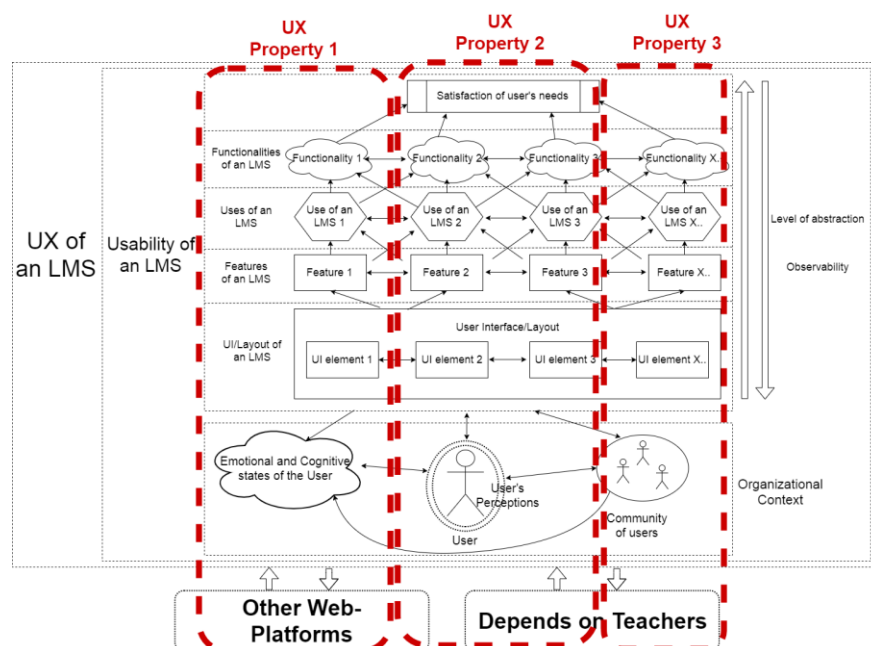 UX
Property 1
UX
Property 2
UX
Property 3
Satisfaction of user's needs
Functionalities
of an LMS
Functionality 1
Functionality 2
Functionality 3
Functionality X..
Uses of an
LMS
Use of an
LMS 1
Use of an
LMS 2
Use of an
LMS 3
Use of an
LMS X..
Level of abstraction
Observability
UX of
an LMS
Usability of
an LMS
Features
of an LMS
Feature 1
Feature 2
Feature 3
Feature X..
User Interface/Layout
UI/Layout of
an LMS
UI element 1
UI element 2
UI element 3
UI element X..
Emotional and Cognitive
states of the User
User's
Perceptions
User
Community
of users
Organizational
Context
Other Web-
Platforms
Depends on Teachers